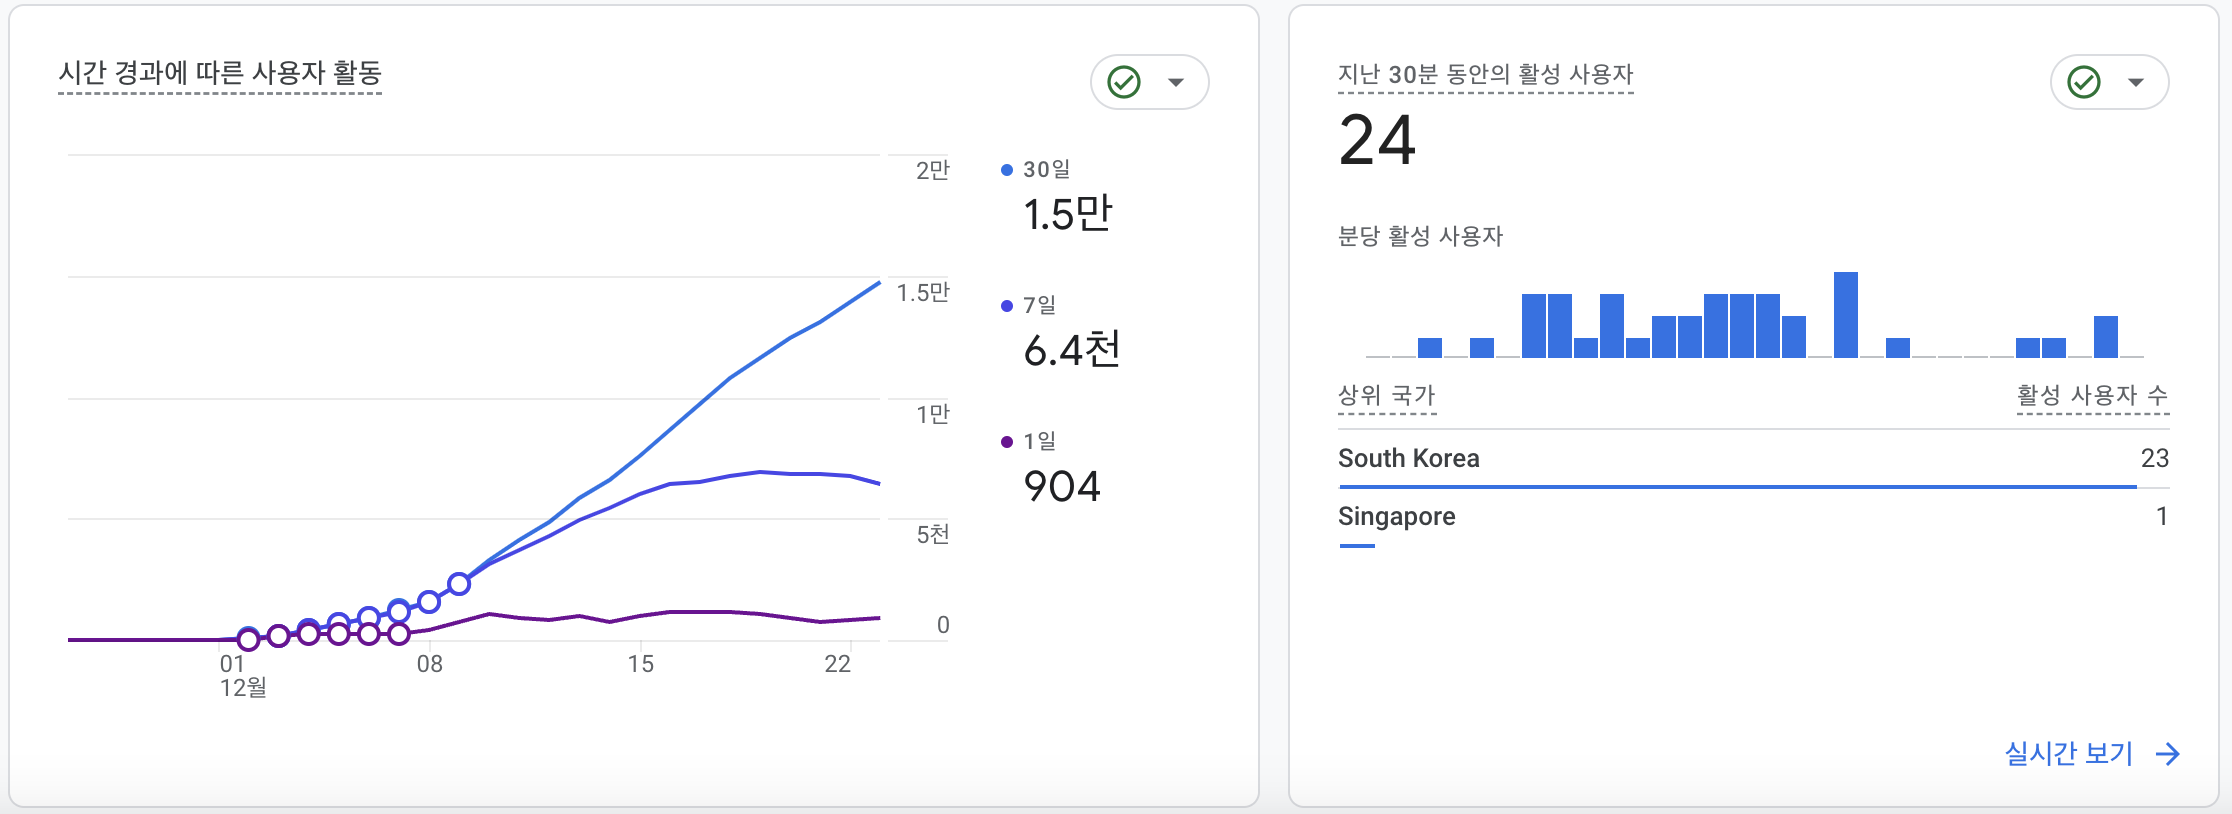 시간 경과에 따른 사용자 활동
2만
1.5만
1만
5천
0
01
12월
08
15
22
30일
1.5만
7일
6.4천
1일
904
지난 30분 동안의 활성 사용자
24
분당 활성 사용자
상위 국가 활성 사용자 수
South Korea 23
Singapore 1
실시간 보기